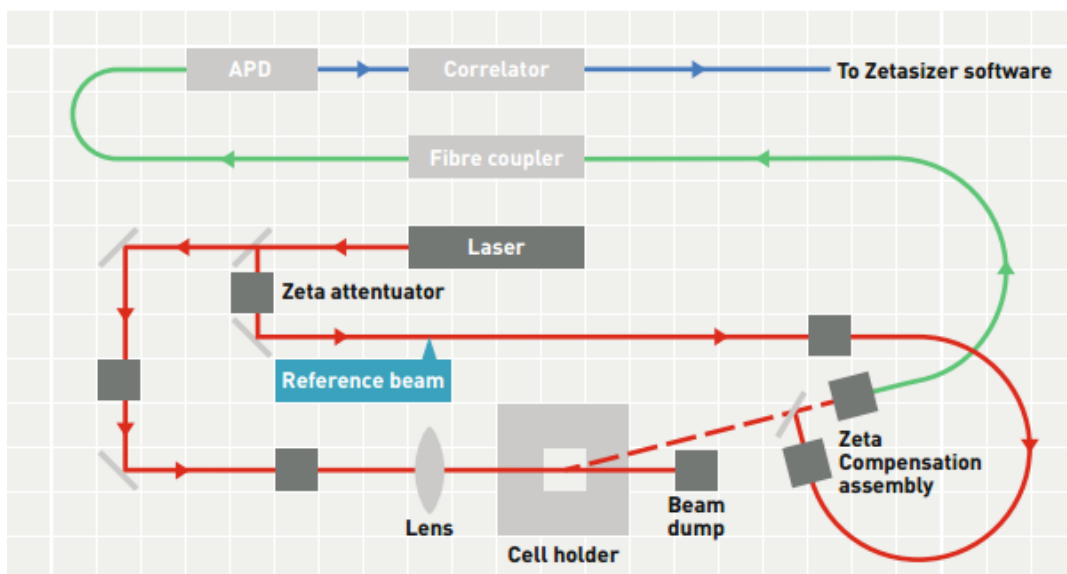 APD
Correlator
To Zetasizer software
Fibre coupler
Laser
Zeta attentuator
Reference beam
Zeta
Compensation
assembly
Lens
Beam
dump
Cell holder